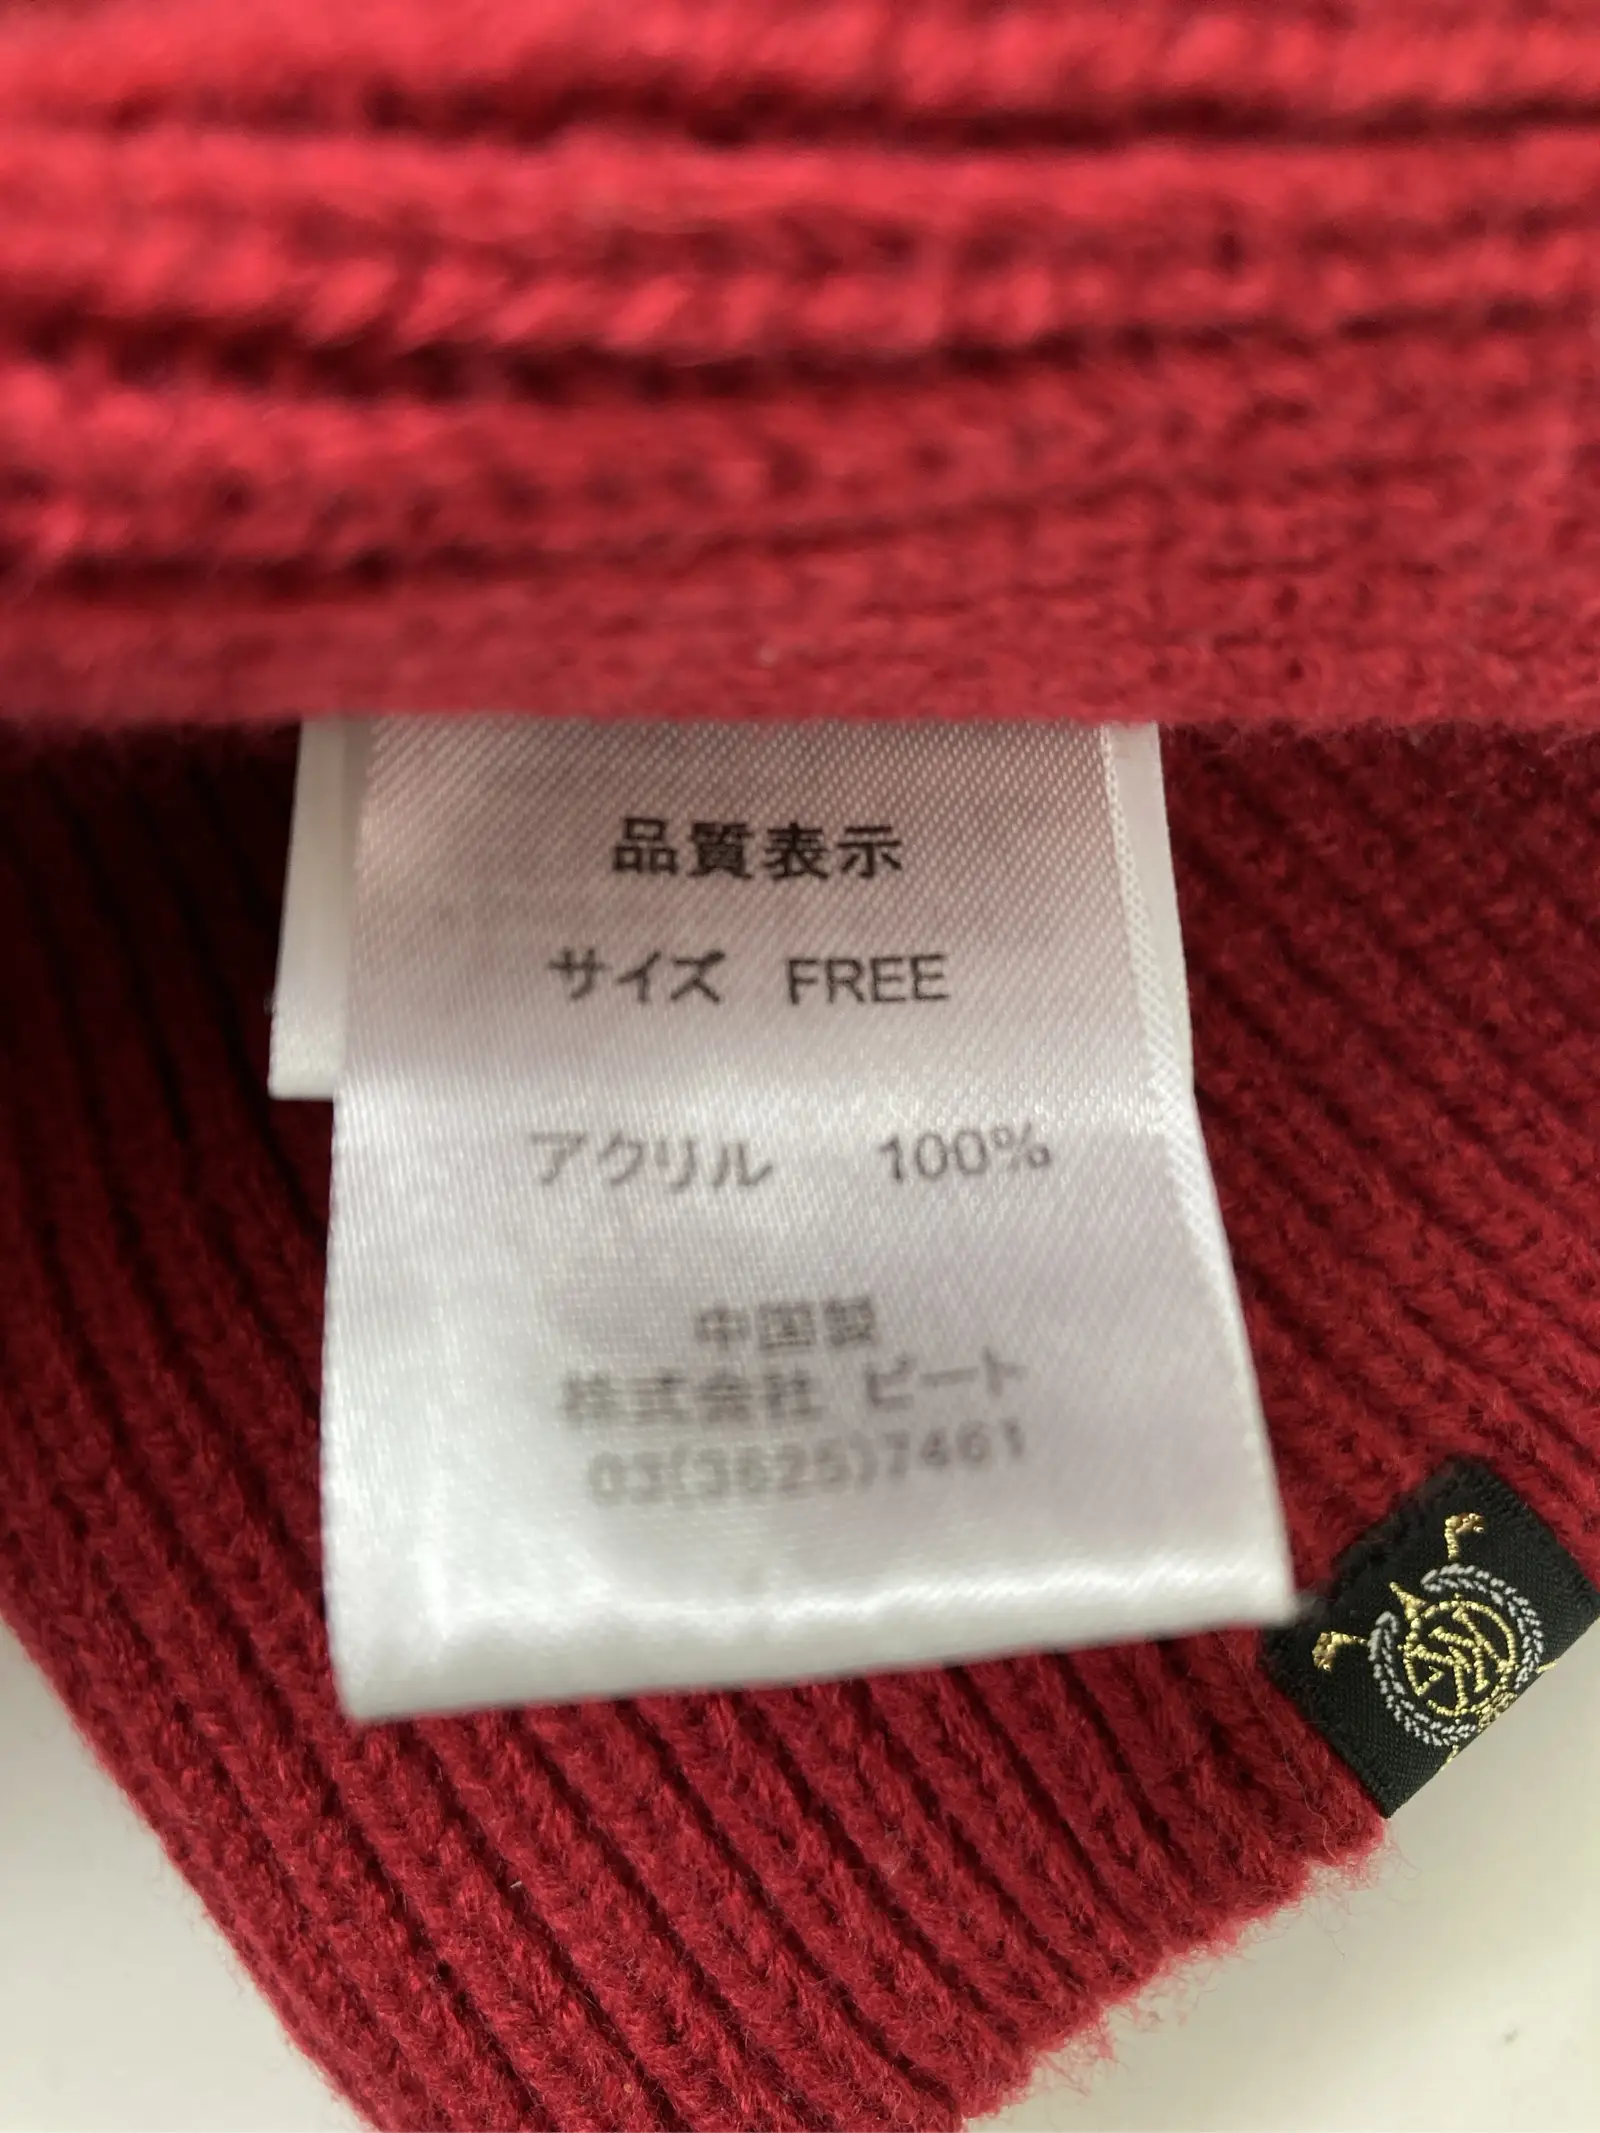 品質表示
サイズ FREE
アクリル 100%
中国製
株式会社 ビート
03(3625)7461